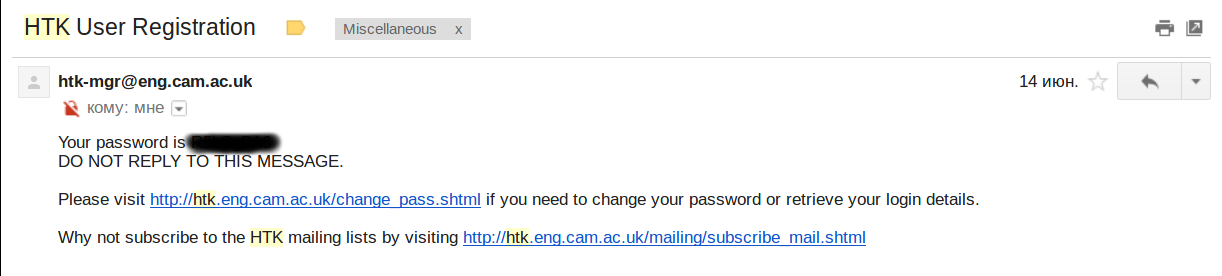 HTK User Registration
Miscellaneous x
htk-mgr@eng.cam.ac.uk
14 июн.
кому: мне
Your password is
DO NOT REPLY TO THIS MESSAGE.
Please visit http://htk.eng.cam.ac.uk/change_pass.shtml if you need to change your password or retrieve your login details.
Why not subscribe to the HTK mailing lists by visiting http://htk.eng.cam.ac.uk/mailing/subscribe_mail.shtml